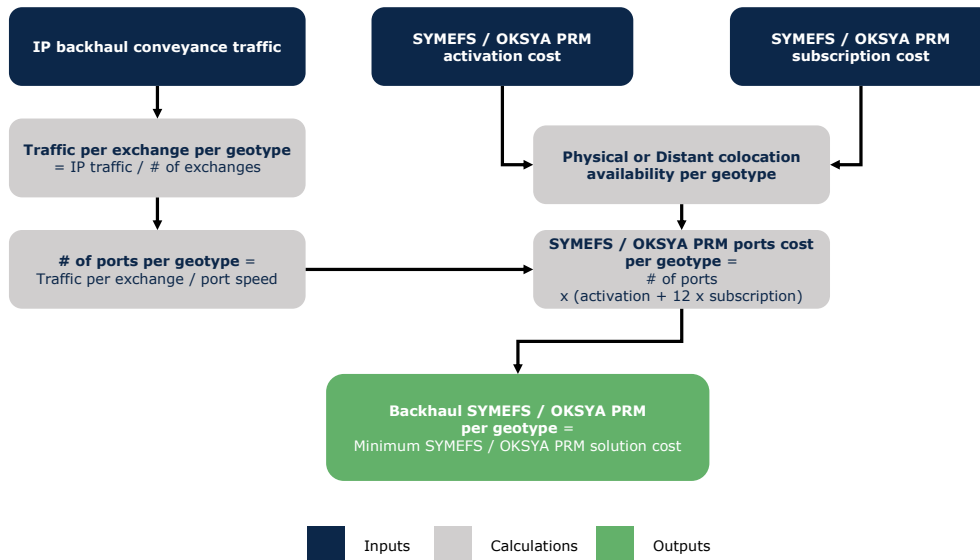 IP backhaul conveyance traffic
SYMEFS / OKSYA PRM
activation cost
SYMEFS / OKSYA PRM
subscription cost
Traffic per exchange per geotype
= IP traffic / # of exchanges
Physical or Distant colocation
availability per geotype
# of ports per geotype =
Traffic per exchange / port speed
SYMEFS / OKSYA PRM ports cost
per geotype =
# of ports
x (activation + 12 x subscription)
Backhaul SYMEFS / OKSYA PRM
per geotype =
Minimum SYMEFS / OKSYA PRM solution cost
Inputs
Calculations
Outputs